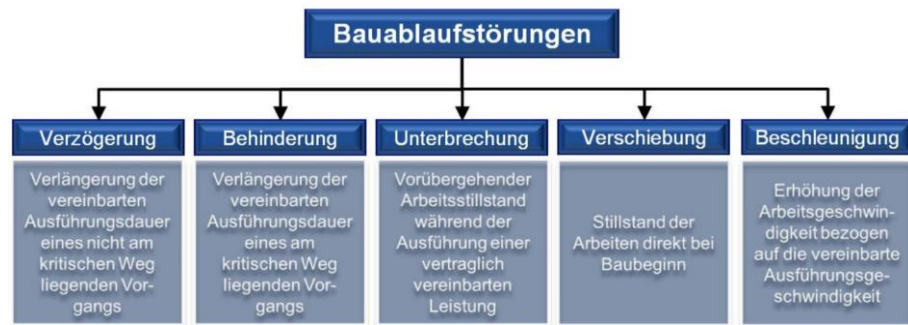 Bauablaufstörungen
Verzögerung
Verlängerung der
vereinbarten
Ausführungsdauer
eines nicht am
kritischen Weg
liegenden Vor-
gangs
Behinderung
Verlängerung der
vereinbarten
Ausführungsdauer
eines am
kritischen Weg
liegenden Vor-
gangs
Unterbrechung
Vorübergehender
Arbeitsstillstand
während der
Ausführung einer
vertraglich
vereinbarten
Leistung
Verschiebung
Stillstand der
Arbeiten direkt bei
Baubeginn
Beschleunigung
Erhöhung der
Arbeitsgeschwin-
digkeit bezogen
auf die vereinbarte
Ausführungsge-
schwindigkeit